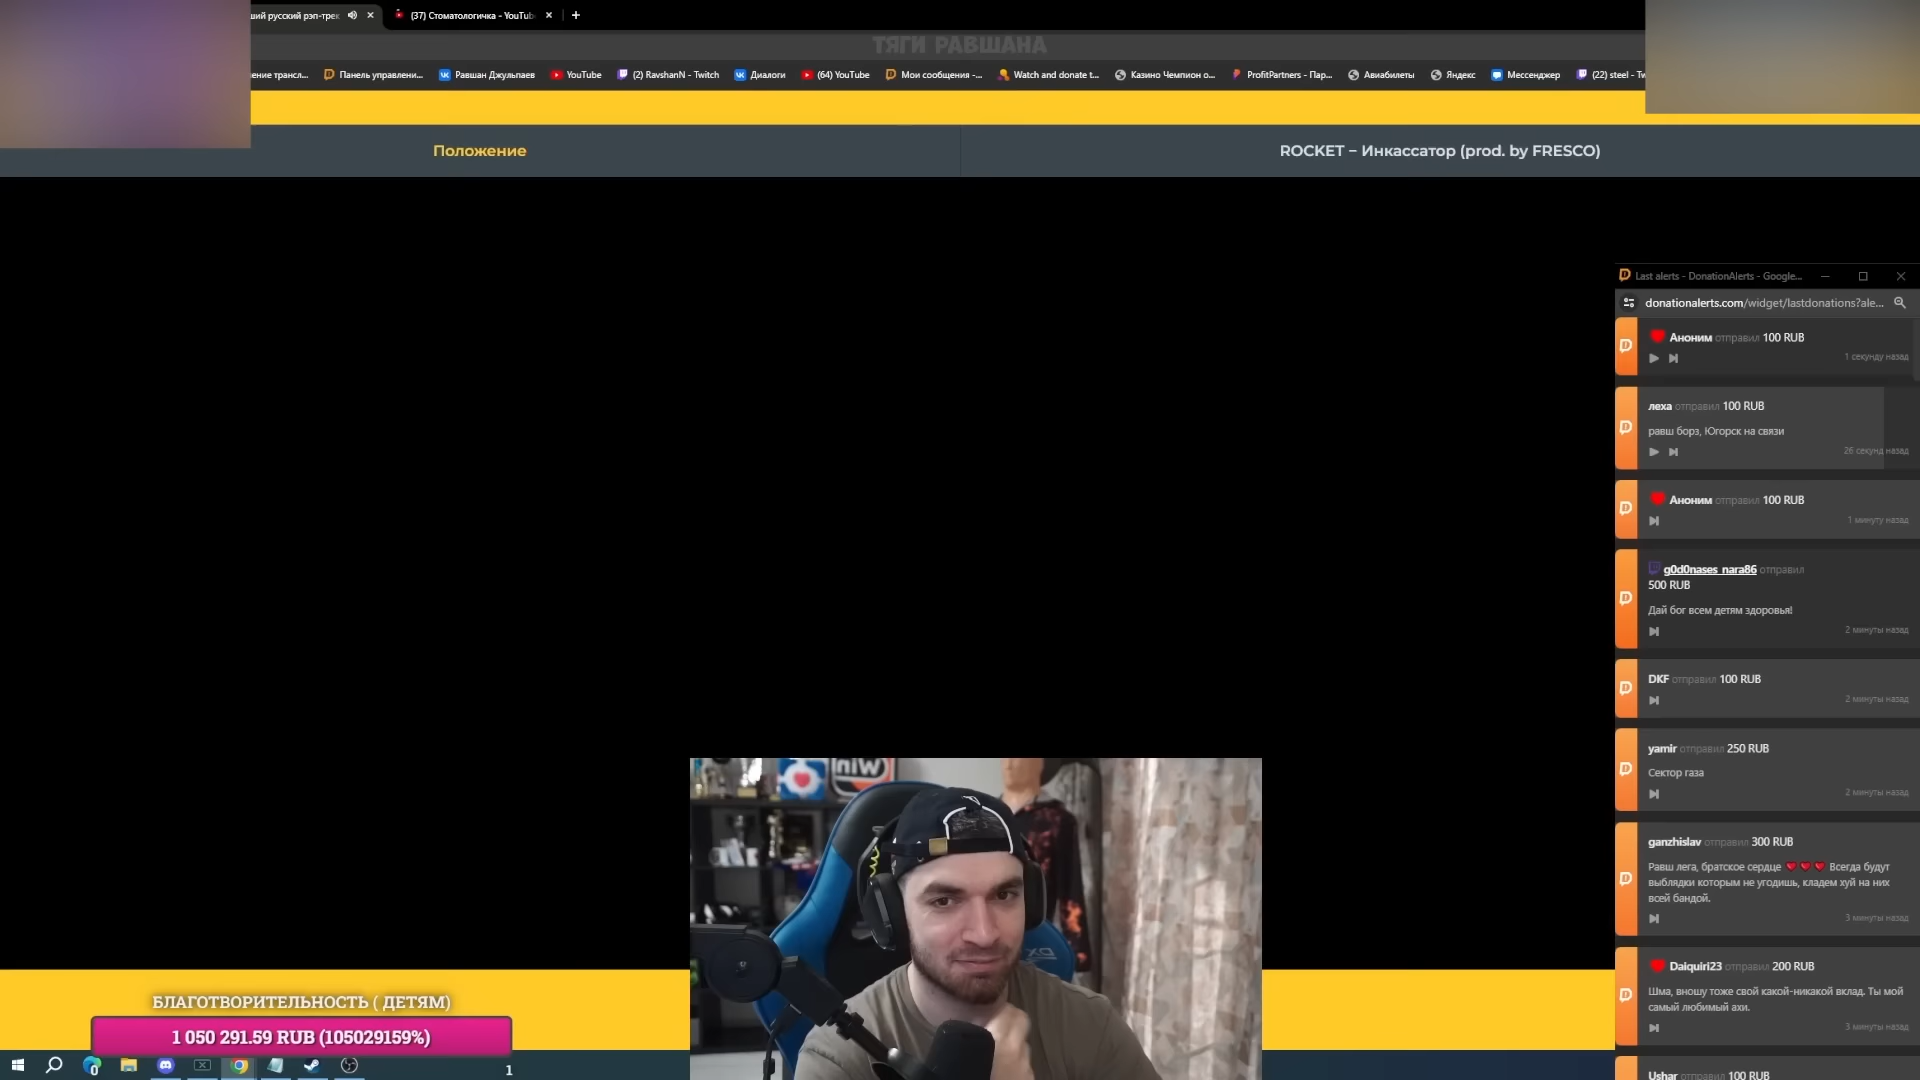 ший русский рэп-трек
(37) Стоматологичка - YouTub
ТЯГИ РАВШАНА
ение трансл...
Панель управлени...
Равшан Джульпаев
YouTube
(2) RavshanN - Twitch
Диалоги
(64) YouTube
Мои сообщения -...
Watch and donate t...
Казино Чемпион о...
ProfitPartners - Пар...
Авиабилеты
Яндекс
Мессенджер
(22) steel - Tw
Положение
ROCKET – Инкассатор (prod. by FRESCO)
Last alerts - DonationAlerts - Google...
donationalerts.com/widget/lastdonations?ale...
Аноним отправил 100 RUB
1 секунду назад
леха отправил 100 RUB
равш борз, Югорск на связи
26 секунд назад
Аноним отправил 100 RUB
1 минуту назад
g0d0nases_nara86 отправил
500 RUB
Дай бог всем детям здоровья!
2 минуты назад
DKF отправил 100 RUB
2 минуты назад
yamir отправил 250 RUB
Сектор газа
2 минуты назад
ganzhislav отправил 300 RUB
Равш лега, братское сердце ❤️❤️❤️ Всегда будут
выблядки которым не угодишь, кладем хуй на них
всей бандой.
3 минуты назад
Daiquiri23 отправил 200 RUB
Шма, вношу тоже свой какой-никакой вклад. Ты мой
самый любимый ахи.
3 минуты назад
Ushar отправил 100 RUB
Win
DX
БЛАГОТВОРИТЕЛЬНОСТЬ ( ДЕТЯМ)
1 050 291.59 RUB (105029159%)
0
1